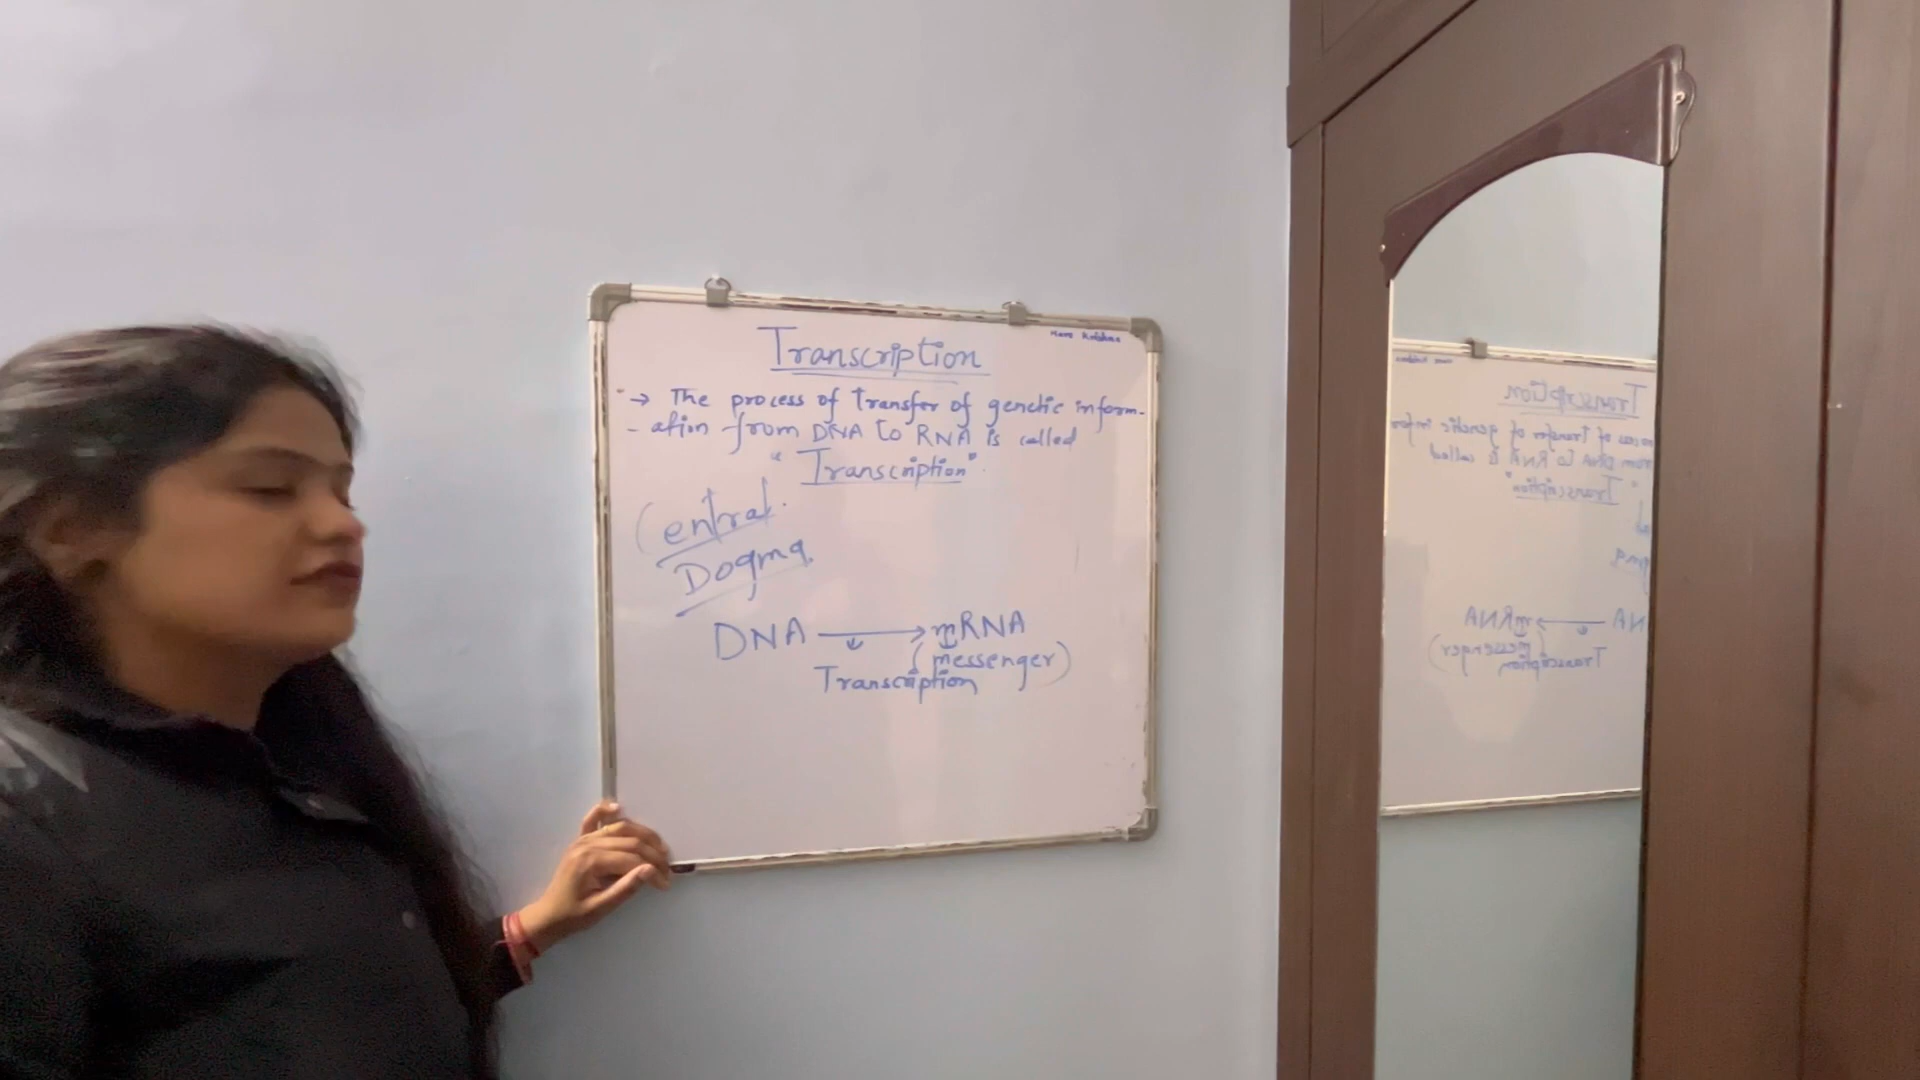 Transcription
→ The process of transfer of genetic inform-
- ation from DNA to RNA is called
"Transcription".
Central
Dogma
DNA → mRNA
(messenger)
Transcription